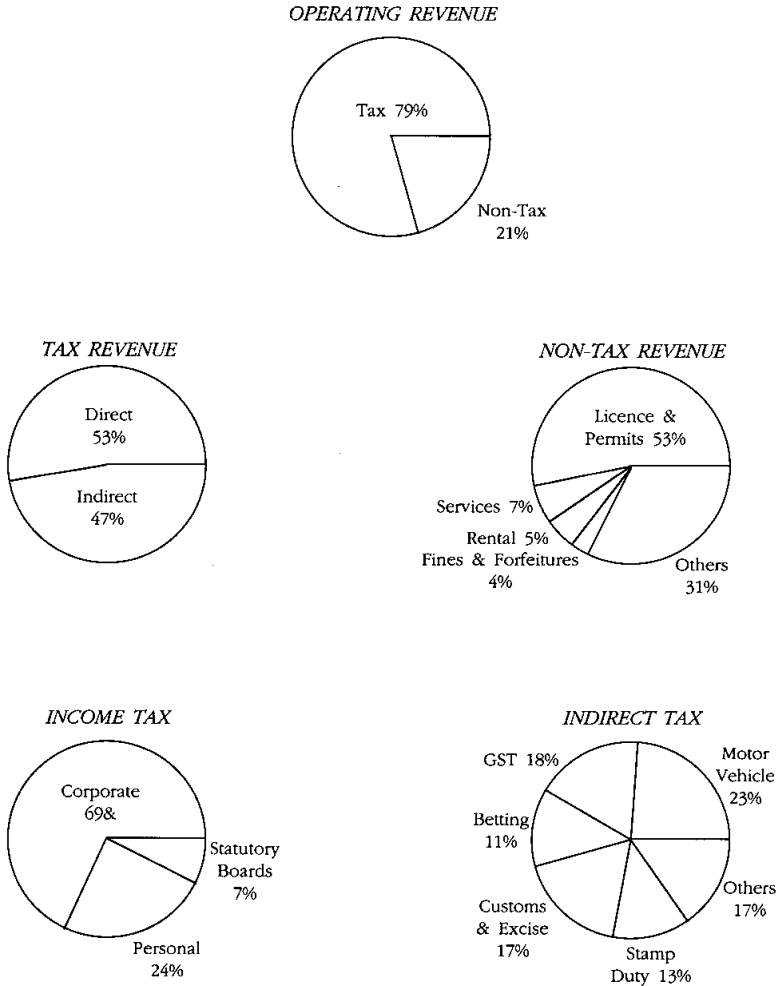 OPERATING REVENUE
Tax 79%
Non-Tax
21%
TAX REVENUE
Direct
53%
Indirect
47%
NON-TAX REVENUE
Licence &
Permits 53%
Services 7%
Rental 5%
Fines & Forfeitures
4%
Others
31%
INCOME TAX
Corporate
69&
Statutory
Boards
7%
Personal
24%
INDIRECT TAX
GST 18%
Motor
Vehicle
23%
Betting
11%
Others
17%
Customs
& Excise
17%
Stamp
Duty 13%